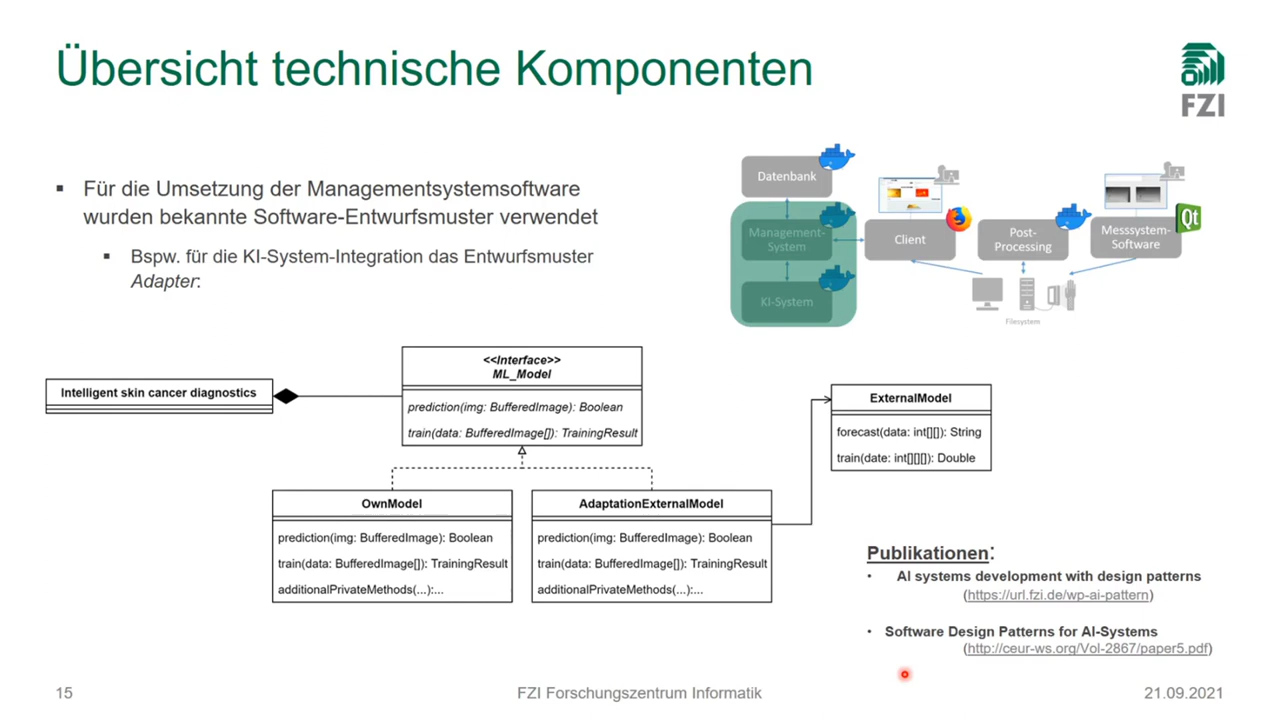 Übersicht technische Komponenten
FZI
▪ Für die Umsetzung der Managementsystemsoftware
wurden bekannte Software-Entwurfsmuster verwendet
▪ Bspw. für die KI-System-Integration das Entwurfsmuster
Adapter:
Datenbank
Management-
System
KI-System
Client
Post-
Processing
Messsystem-
Software
Qt
Filesystem
Intelligent skin cancer diagnostics
<<Interface>>
ML_Model
prediction(img: BufferedImage): Boolean
train(data: BufferedImage[]): TrainingResult
ExternalModel
forecast(data: int[][]): String
train(date: int[][][]): Double
OwnModel
prediction(img: BufferedImage): Boolean
train(data: BufferedImage[]): TrainingResult
additionalPrivateMethods(...):...
AdaptationExternalModel
prediction(img: BufferedImage): Boolean
train(data: BufferedImage[]): TrainingResult
additionalPrivateMethods(...):...
Publikationen:
• AI systems development with design patterns
(https://url.fzi.de/wp-ai-pattern)
• Software Design Patterns for AI-Systems
(http://ceur-ws.org/Vol-2867/paper5.pdf)
15
FZI Forschungszentrum Informatik
21.09.2021